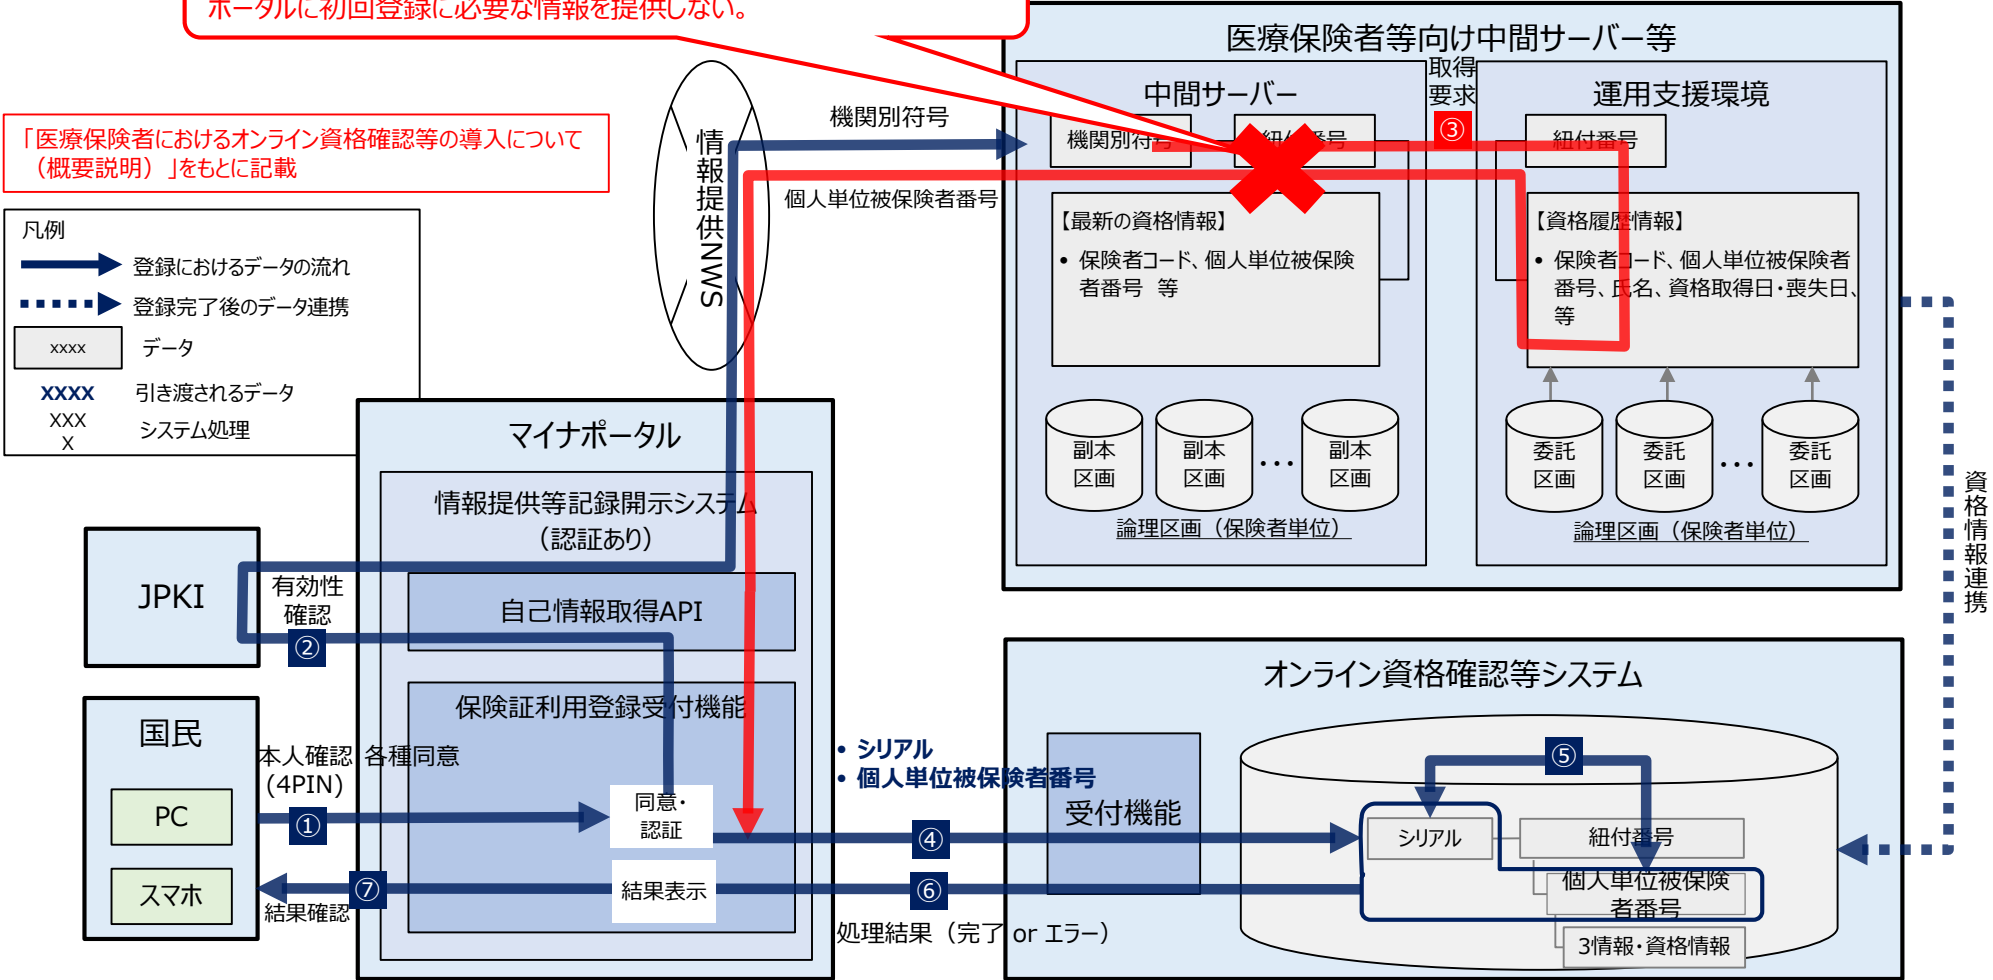 ポータルに初回登録に必要な情報を提供しない。
「医療保険者におけるオンライン資格確認等の導入について
（概要説明）」をもとに記載
凡例
登録におけるデータの流れ
登録完了後のデータ連携
xxxx
データ
XXXX
引き渡されるデータ
XXX
X
システム処理
情報提供NWS
機関別符号
個人単位被保険者番号
医療保険者等向け中間サーバー等
中間サーバー
取得
要求
③
運用支援環境
機関別符号
紐付番号
紐付番号
【最新の資格情報】
• 保険者コード、個人単位被保険
者番号 等
【資格履歴情報】
• 保険者コード、個人単位被保険者
番号、氏名、資格取得日・喪失日、
等
副本
区画
副本
区画
…
副本
区画
論理区画（保険者単位）
委託
区画
委託
区画
…
委託
区画
論理区画（保険者単位）
資格情報連携
マイナポータル
情報提供等記録開示システム
（認証あり）
自己情報取得API
保険証利用登録受付機能
同意・
認証
結果表示
JPKI
有効性
確認
②
国民
PC
スマホ
本人確認 各種同意
(4PIN)
①
⑦
結果確認
• シリアル
• 個人単位被保険者番号
④
⑥
処理結果（完了 or エラー）
オンライン資格確認等システム
受付機能
⑤
シリアル
紐付番号
個人単位被保険
者番号
3情報・資格情報